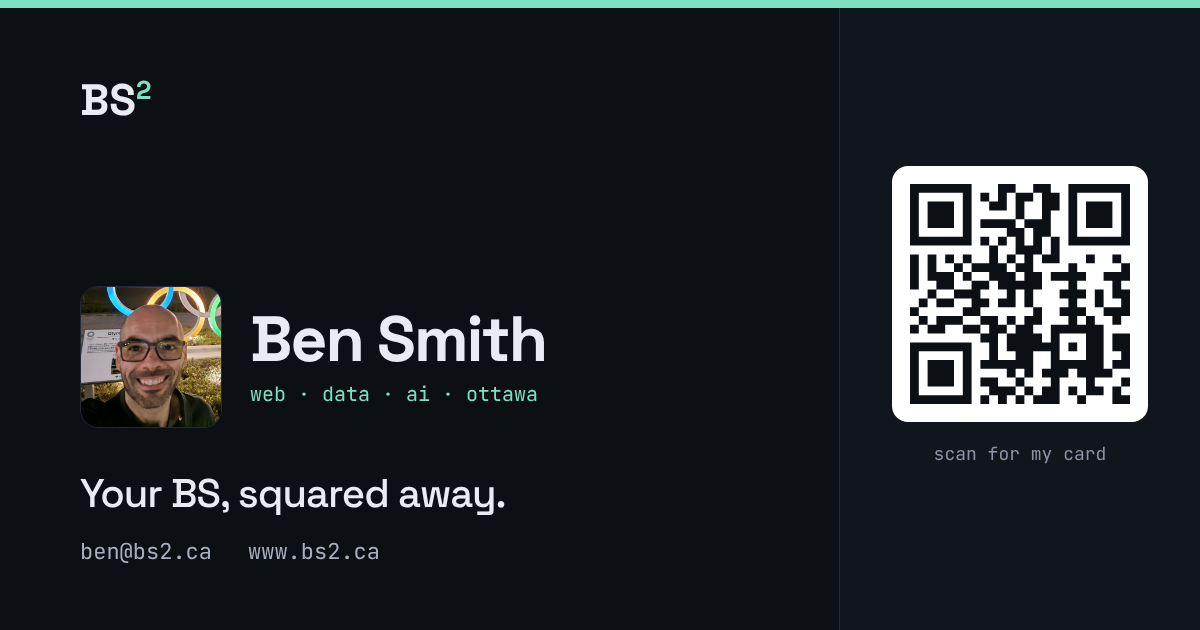 BS²
Ben Smith
web · data · ai · ottawa
Your BS, squared away.
ben@bs2.ca www.bs2.ca
scan for my card